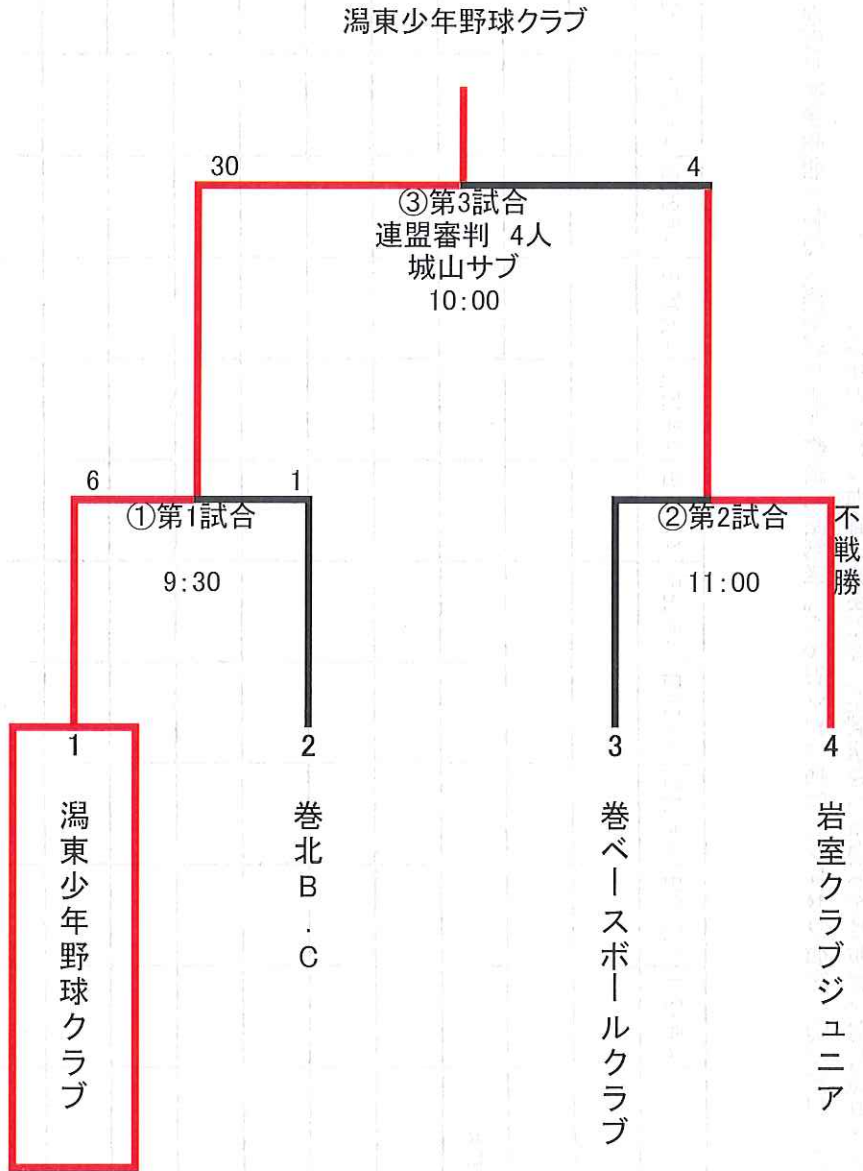 潟東少年野球クラブ
30
4
③第3試合
連盟審判 4人
城山サブ
10:00
6
1
①第1試合
9:30
②第2試合
11:00
不戦勝
1
2
3
4
潟東少年野球クラブ
巻北B.C
巻ベースボールクラブ
岩室クラブジュニア